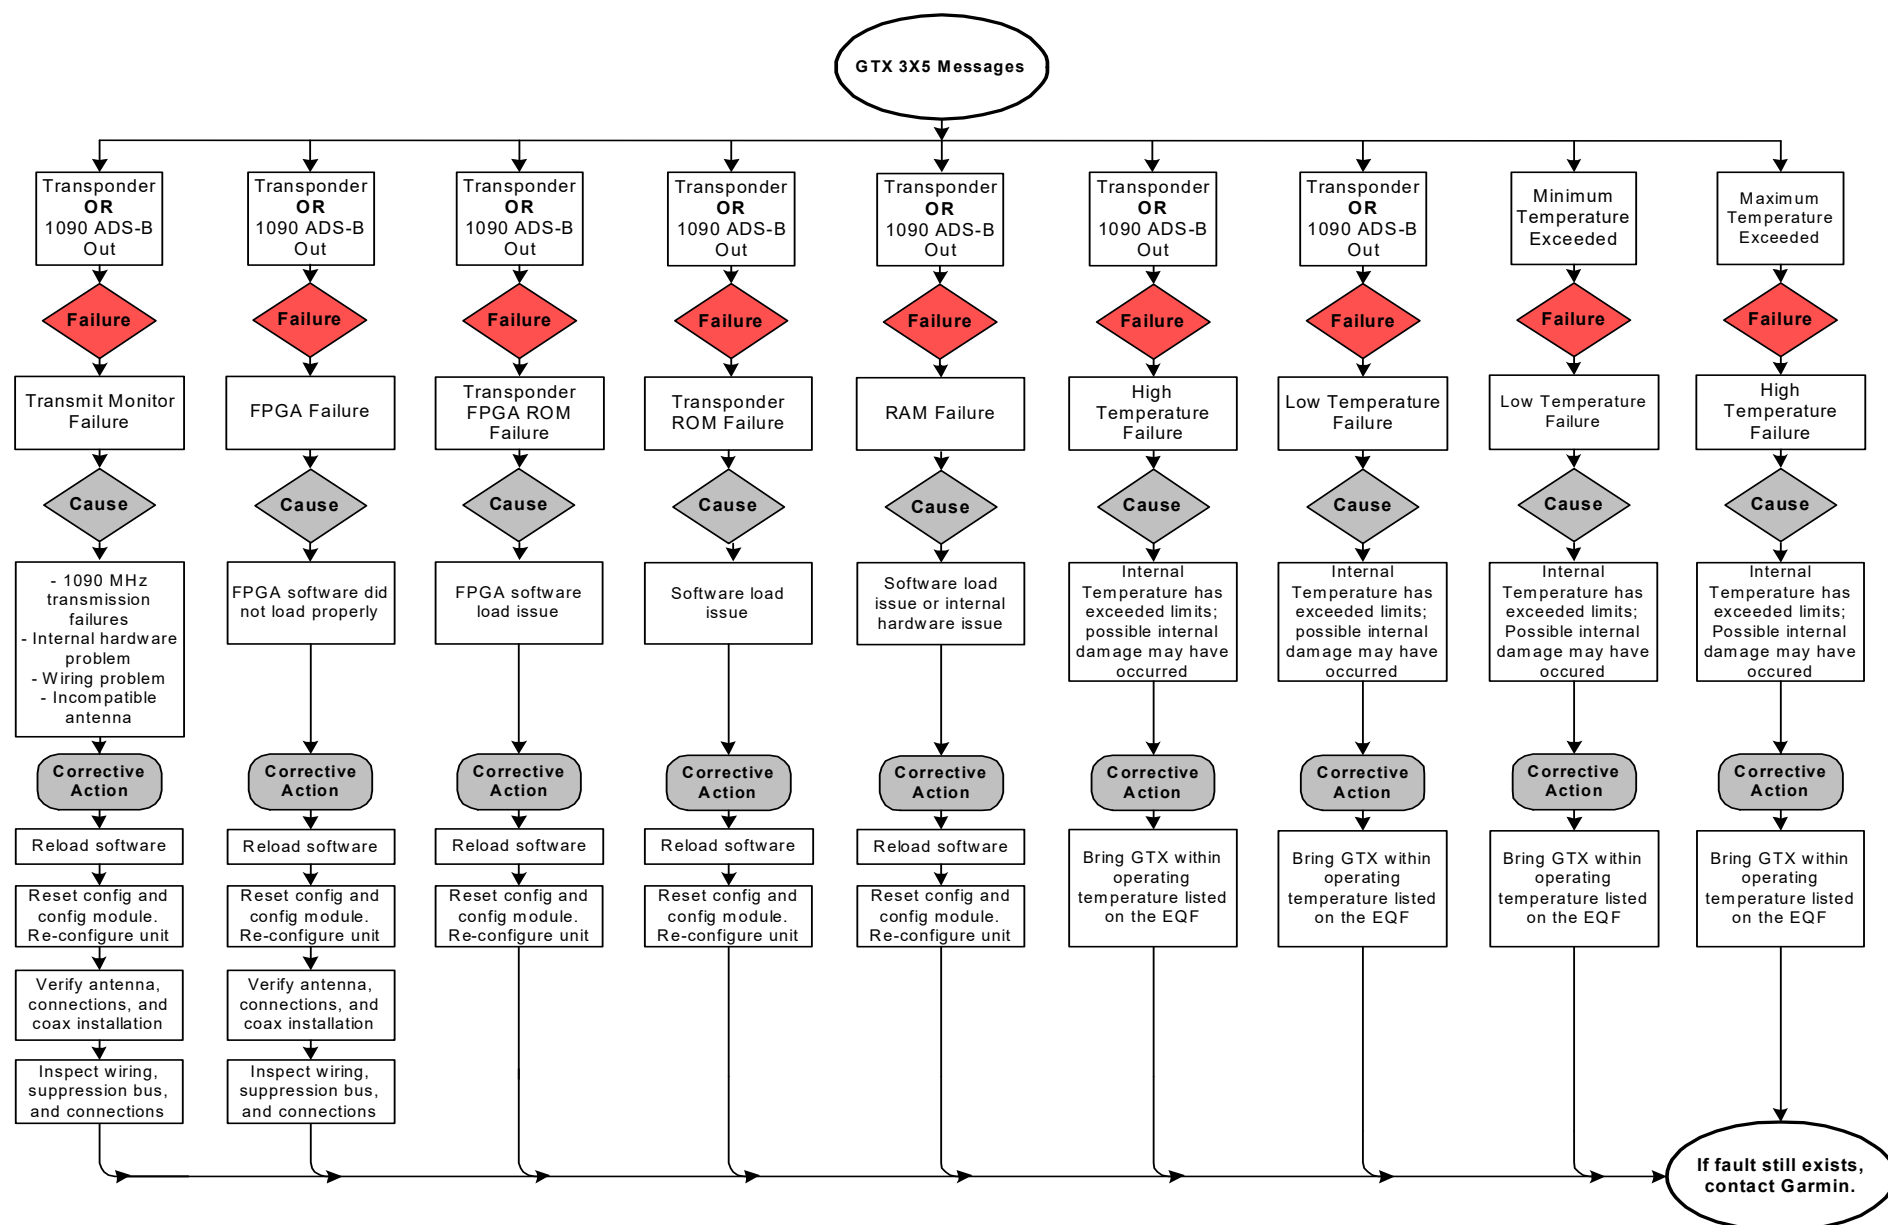 GTX 3X5 Messages
Transponder
OR
1090 ADS-B
Out
Transponder
OR
1090 ADS-B
Out
Transponder
OR
1090 ADS-B
Out
Transponder
OR
1090 ADS-B
Out
Transponder
OR
1090 ADS-B
Out
Transponder
OR
1090 ADS-B
Out
Transponder
OR
1090 ADS-B
Out
Minimum
Temperature
Exceeded
Maximum
Temperature
Exceeded
Failure
Failure
Failure
Failure
Failure
Failure
Failure
Failure
Failure
Transmit Monitor
Failure
FPGA Failure
Transponder
FPGA ROM
Failure
Transponder
ROM Failure
RAM Failure
High
Temperature
Failure
Low Temperature
Failure
Low Temperature
Failure
High
Temperature
Failure
Cause
Cause
Cause
Cause
Cause
Cause
Cause
Cause
Cause
- 1090 MHz
transmission
failures
- Internal hardware
problem
- Wiring problem
- Incompatible
antenna
FPGA software did
not load properly
FPGA software
load issue
Software load
issue
Software load
issue or internal
hardware issue
Internal
Temperature has
exceeded limits;
possible internal
damage may have
occurred
Internal
Temperature has
exceeded limits;
possible internal
damage may have
occurred
Internal
Temperature has
exceeded limits;
Possible internal
damage may have
occurred
Internal
Temperature has
exceeded limits;
Possible internal
damage may have
occurred
Corrective
Action
Corrective
Action
Corrective
Action
Corrective
Action
Corrective
Action
Corrective
Action
Corrective
Action
Corrective
Action
Corrective
Action
Reload software
Reload software
Reload software
Reload software
Reload software
Bring GTX within
operating
temperature listed
on the EQF
Bring GTX within
operating
temperature listed
on the EQF
Bring GTX within
operating
temperature listed
on the EQF
Bring GTX within
operating
temperature listed
on the EQF
Reset config and
config module.
Re-configure unit
Reset config and
config module.
Re-configure unit
Reset config and
config module.
Re-configure unit
Reset config and
config module.
Re-configure unit
Reset config and
config module.
Re-configure unit
Verify antenna,
connections, and
coax installation
Verify antenna,
connections, and
coax installation
Inspect wiring,
suppression bus,
and connections
Inspect wiring,
suppression bus,
and connections
If fault still exists,
contact Garmin.